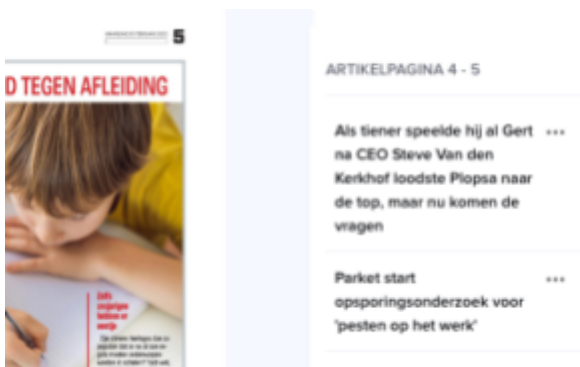 5
D TEGEN AFLEIDING
ARTIKELPAGINA 4 - 5
Als tiener speelde hij al Gert
na CEO Steve Van den
Kerkhof loodste Plopsa naar
de top, maar nu komen de
vragen
Parket start
opsporingsonderzoek voor
'pesten op het werk'